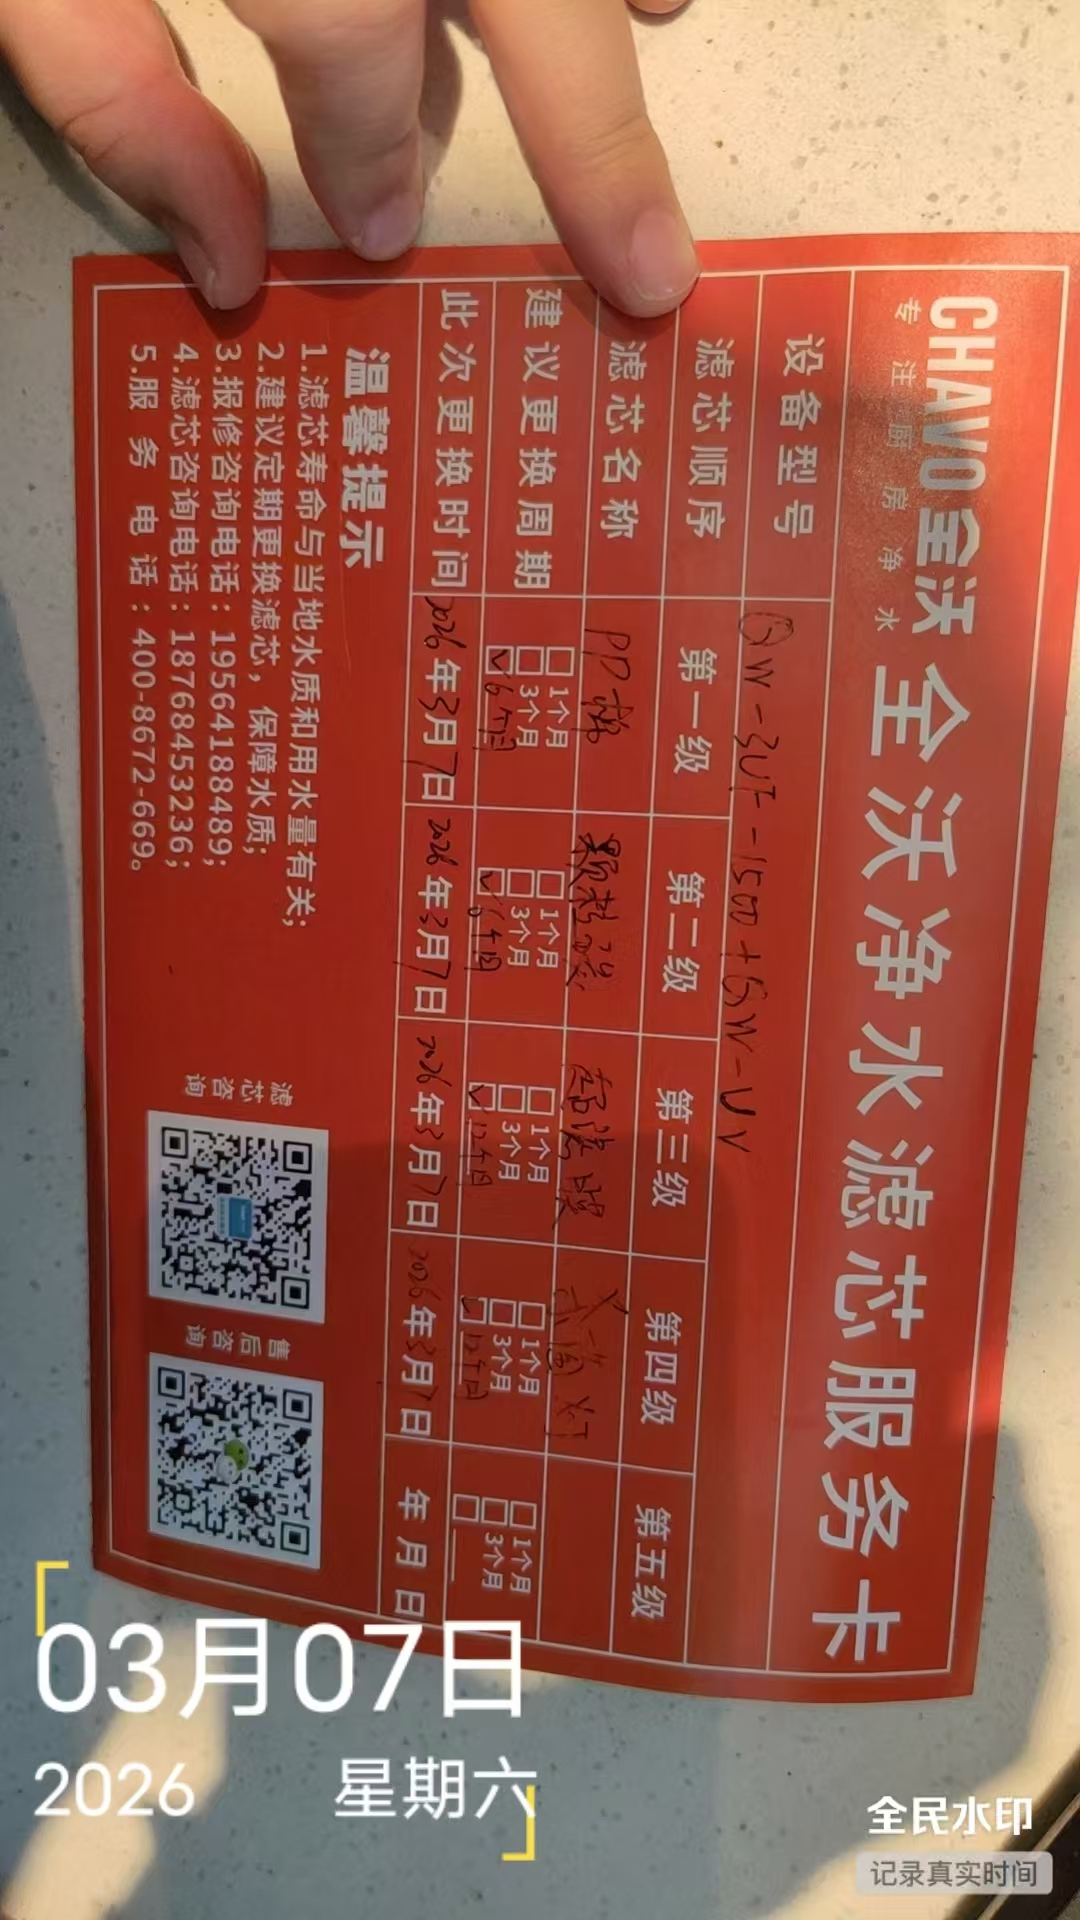 CHAVO全沃 全沃净水滤芯服务卡
专注厨房净水
设备型号 QW-3UF-1500+QW-UV
滤芯顺序 第一级 第二级 第三级 第四级 第五级
滤芯名称 PP棉 颗粒碳 超滤膜
建议更换周期 □1个月 □1个月 □1个月 □1个月 □1个月
□3个月 □3个月 □3个月 □3个月 □3个月
☑6个月 ☑6个月 ☑12个月 ☑12个月 □
此次更换时间 2026年3月7日 2026年3月7日 2026年3月7日 2026年3月7日 年月日
温馨提示
1.滤芯寿命与当地水质和用水量有关;
2.建议定期更换滤芯，保障水质;
3.报修咨询电话:19564188489;
4.滤芯咨询电话:18768453236;
5.服务电话:400-8672-669。
滤芯咨询
售后咨询
03月07日
2026 星期六
全民水印
记录真实时间